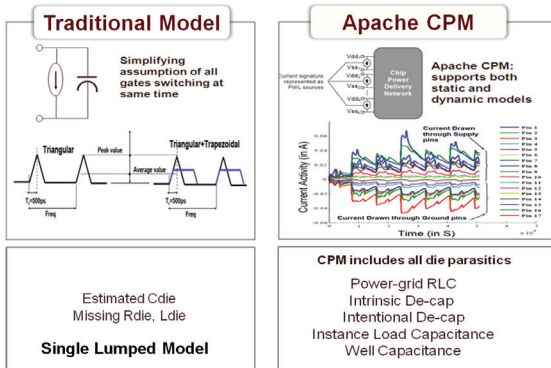 Traditional Model
Simplifying
assumption of all
gates switching at
same time
Triangular
Peak value
Triangular+Trapezoidal
Average value
Tr=500ps
Tr=500ps
Freq
Freq
Estimated Cdie
Missing Rdie, Ldie
Single Lumped Model
Apache CPM
Current signature
represented as
PWL sources
Vdd1
Vss1
Vdd2
Vss2
Chip
Power
Delivery
Network
Apache CPM:
supports both
static and
dynamic models
Current Activity (in A)
Current Drawn
through Supply
pins
Current Drawn through Ground pins
Time (in S)
Pin 1
Pin 2
Pin 3
Pin 4
Pin 5
Pin 6
Pin 7
Pin 8
Pin 9
Pin 10
Pin 11
Pin 12
Pin 13
Pin 14
Pin 15
Pin 16
Pin 17
CPM includes all die parasitics
Power-grid RLC
Intrinsic De-cap
Intentional De-cap
Instance Load Capacitance
Well Capacitance